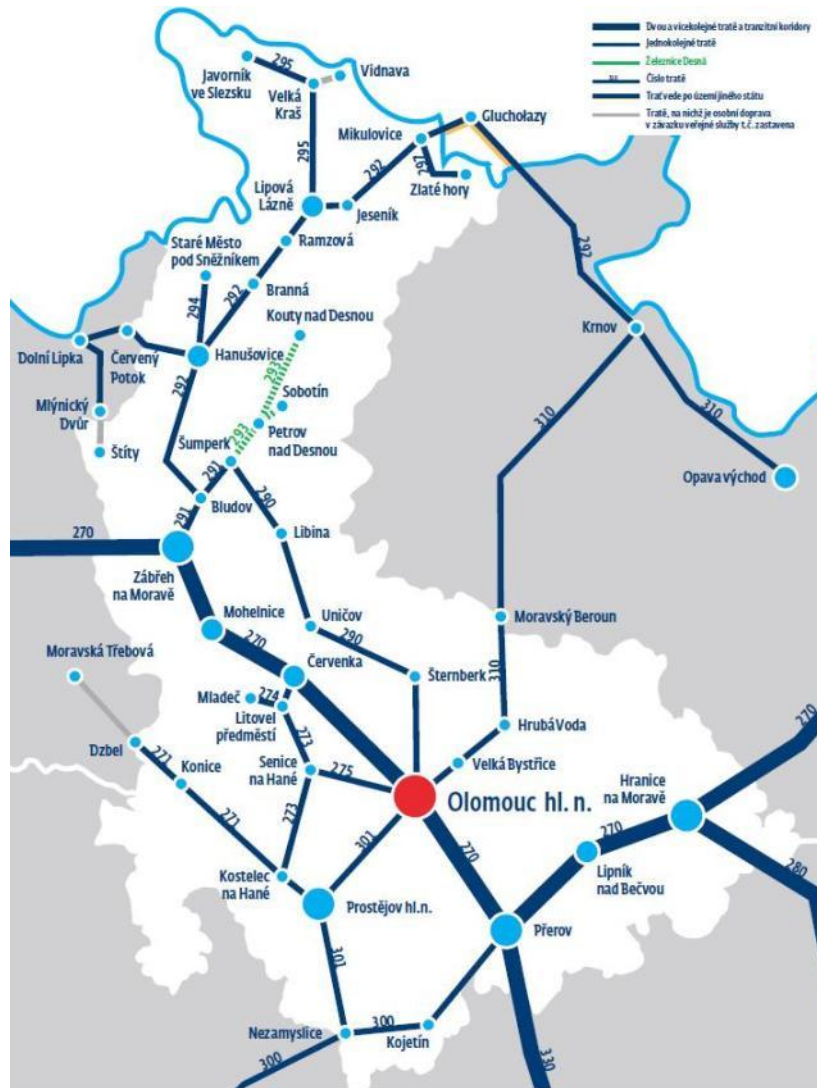 Dvou a vícekolejné tratě a tranzitní koridory
Jednokolejné tratě
Železnice Desná
Číslo tratě
Trať vede po území jiného státu
Tratě, na nichž je osobní doprava
v závazku veřejné služby t.č. zastavena
295
Javorník
ve Slezsku
Vidnava
Velká
Kraš
Głuchołazy
Mikulovice
295
292
292
Zlaté hory
Lipová
Lázně
Jeseník
Staré Město
pod Sněžníkem
Ramzová
292
294
292
Branná
Kouty nad Desnou
Krnov
Dolní Lipka
Červený
Potok
Hanušovice
293
292
Sobotín
Mlýnický
Dvůr
310
310
Štíty
Šumperk
293
Petrov
nad Desnou
291
Opava východ
290
Bludov
291
270
Libina
Zábřeh
na Moravě
Mohelnice
Uničov
Moravský Beroun
270
290
Moravská Třebová
Červenka
Šternberk
310
Mladeč
274
Litovel
předměstí
273
Hrubá Voda
270
Dzbel
271
Senice
na Hané
275
Velká Bystřice
Konice
Hranice
na Moravě
Olomouc hl. n.
273
271
301
270
270
280
Lipník
nad Bečvou
Kostelec
na Hané
Prostějov hl.n.
Přerov
301
Nezamyslice
300
Kojetín
300
330